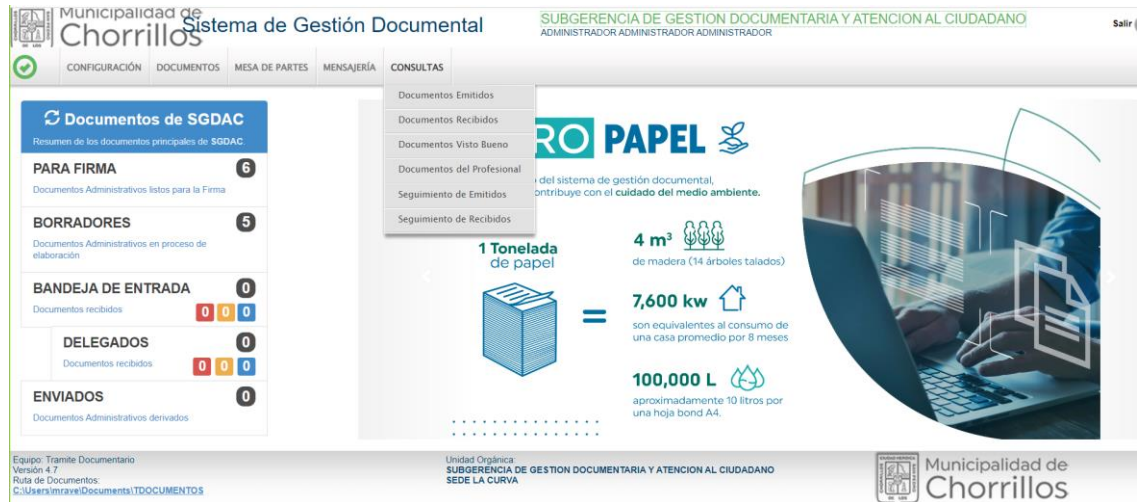 Municipalidad de
Chorrillos
Sistema de Gestión Documental
SUBGERENCIA DE GESTION DOCUMENTARIA Y ATENCION AL CIUDADANO
ADMINISTRADOR ADMINISTRADOR ADMINISTRADOR
Salir
CONFIGURACIÓN DOCUMENTOS MESA DE PARTES MENSAJERÍA CONSULTAS
Documentos Emitidos
Documentos Recibidos
Documentos Visto Bueno
Documentos del Profesional
Seguimiento de Emitidos
Seguimiento de Recibidos
Documentos de SGDAC
Resumen de los documentos principales de SGDAC.
PARA FIRMA 6
Documentos Administrativos listos para la Firma
BORRADORES 5
Documentos Administrativos en proceso de
elaboración
BANDEJA DE ENTRADA 0
Documentos recibidos 0 0 0
DELEGADOS 0
Documentos recibidos 0 0 0
ENVIADOS 0
Documentos Administrativos derivados
RO PAPEL
del sistema de gestión documental,
contribuye con el cuidado del medio ambiente.
1 Tonelada
de papel
=
4 m³
de madera (14 árboles talados)
7,600 kw
son equivalentes al consumo de
una casa promedio por 8 meses
100,000 L
aproximadamente 10 litros por
una hoja bond A4.
Equipo: Tramite Documentario
Versión 4.7
Ruta de Documentos:
C:\Users\mrave\Documents\TDOCUMENTOS
Unidad Orgánica:
SUBGERENCIA DE GESTION DOCUMENTARIA Y ATENCION AL CIUDADANO
SEDE LA CURVA
Municipalidad de
Chorrillos